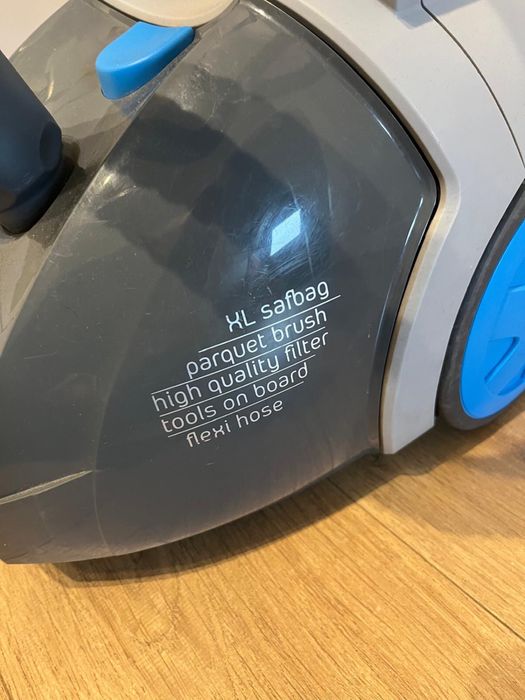 XL safbag
parquet brush
high quality filter
tools on board
flexi hose